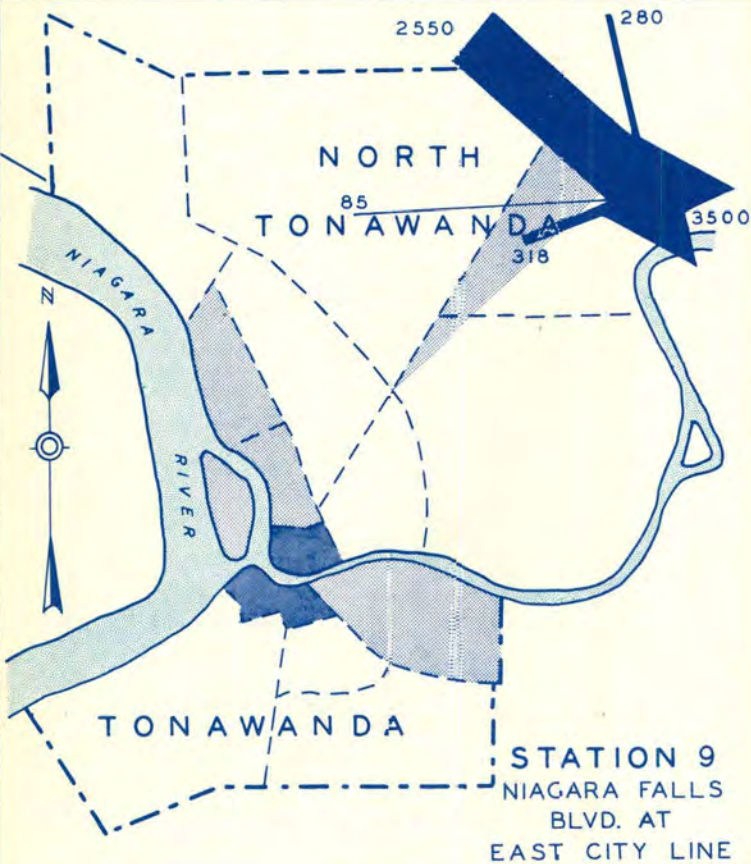 2550
280
NORTH
85
TONAWANDA
3500
318
NIAGARA
N
RIVER
TONAWANDA
STATION 9
NIAGARA FALLS
BLVD. AT
EAST CITY LINE